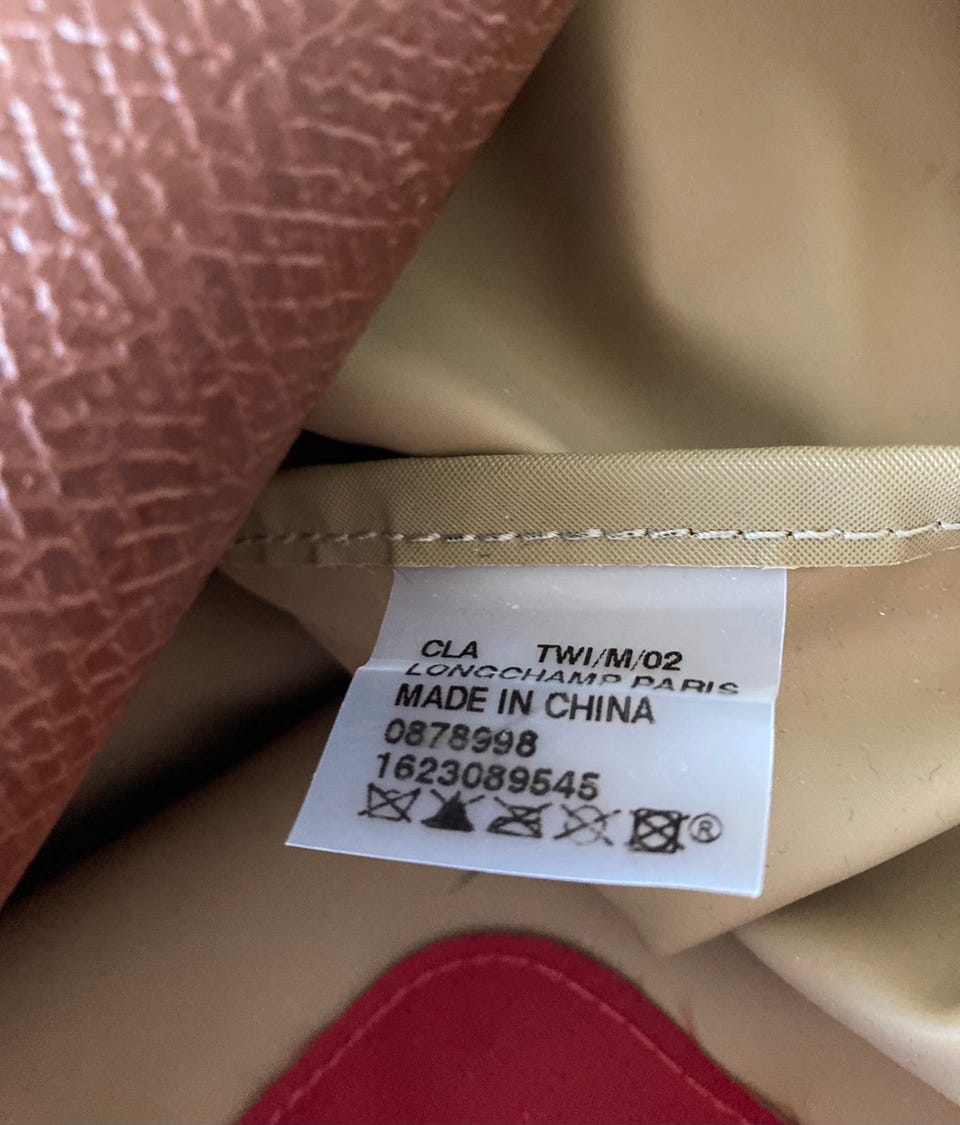 CLA TWI/M/02
LONGCHAMP PARIS
MADE IN CHINA
0878998
1623089545
®